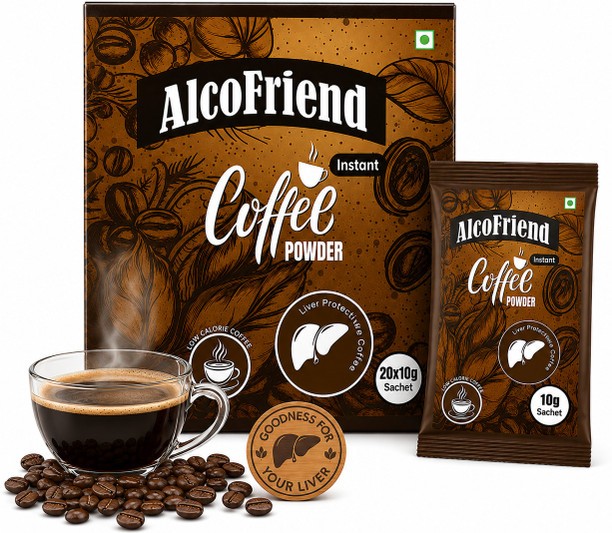 AlcoFriend
Instant
Coffee
POWDER
LOW CALORIE COFFEE
Liver Protective Coffee
20x10g
Sachet
GOODNESS FOR
YOUR LIVER
AlcoFriend
Instant
Coffee
POWDER
Liver Protective Coffee
LOW CALORIE COFFEE
10g
Sachet